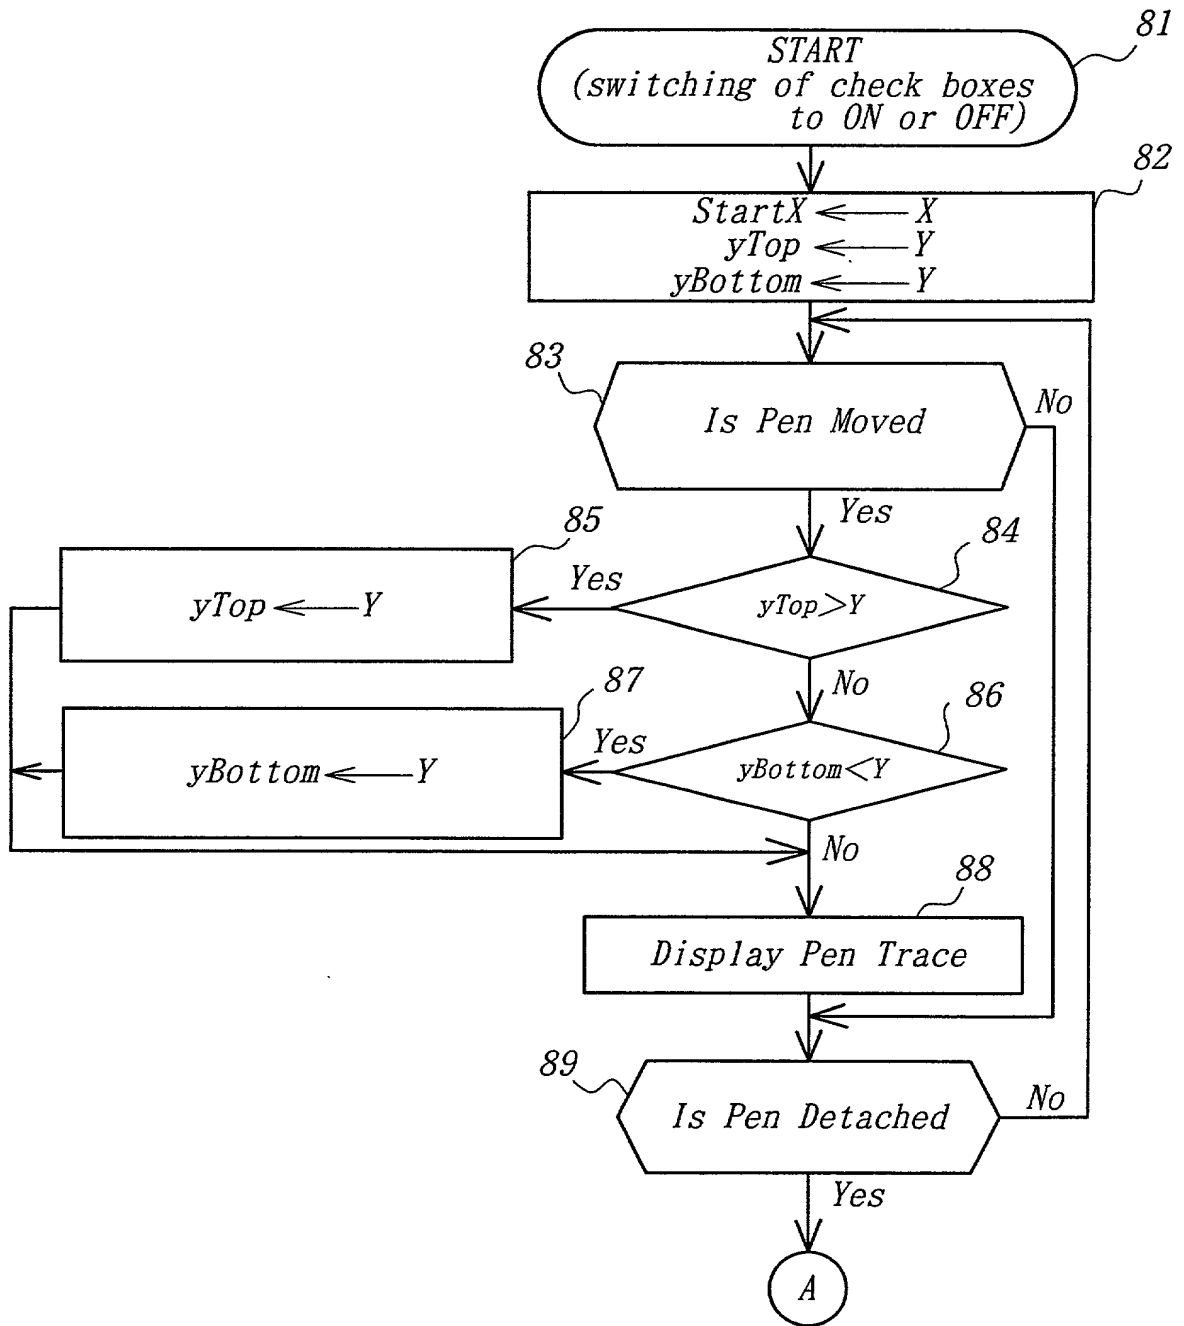 81
START
(switching of check boxes
to ON or OFF)
82
StartX ← X
yTop ← Y
yBottom ← Y
83
Is Pen Moved
No
Yes
84
85
yTop>Y
Yes
yTop ← Y
No
86
87
yBottom<Y
Yes
yBottom ← Y
No
88
Display Pen Trace
89
Is Pen Detached
No
Yes
A